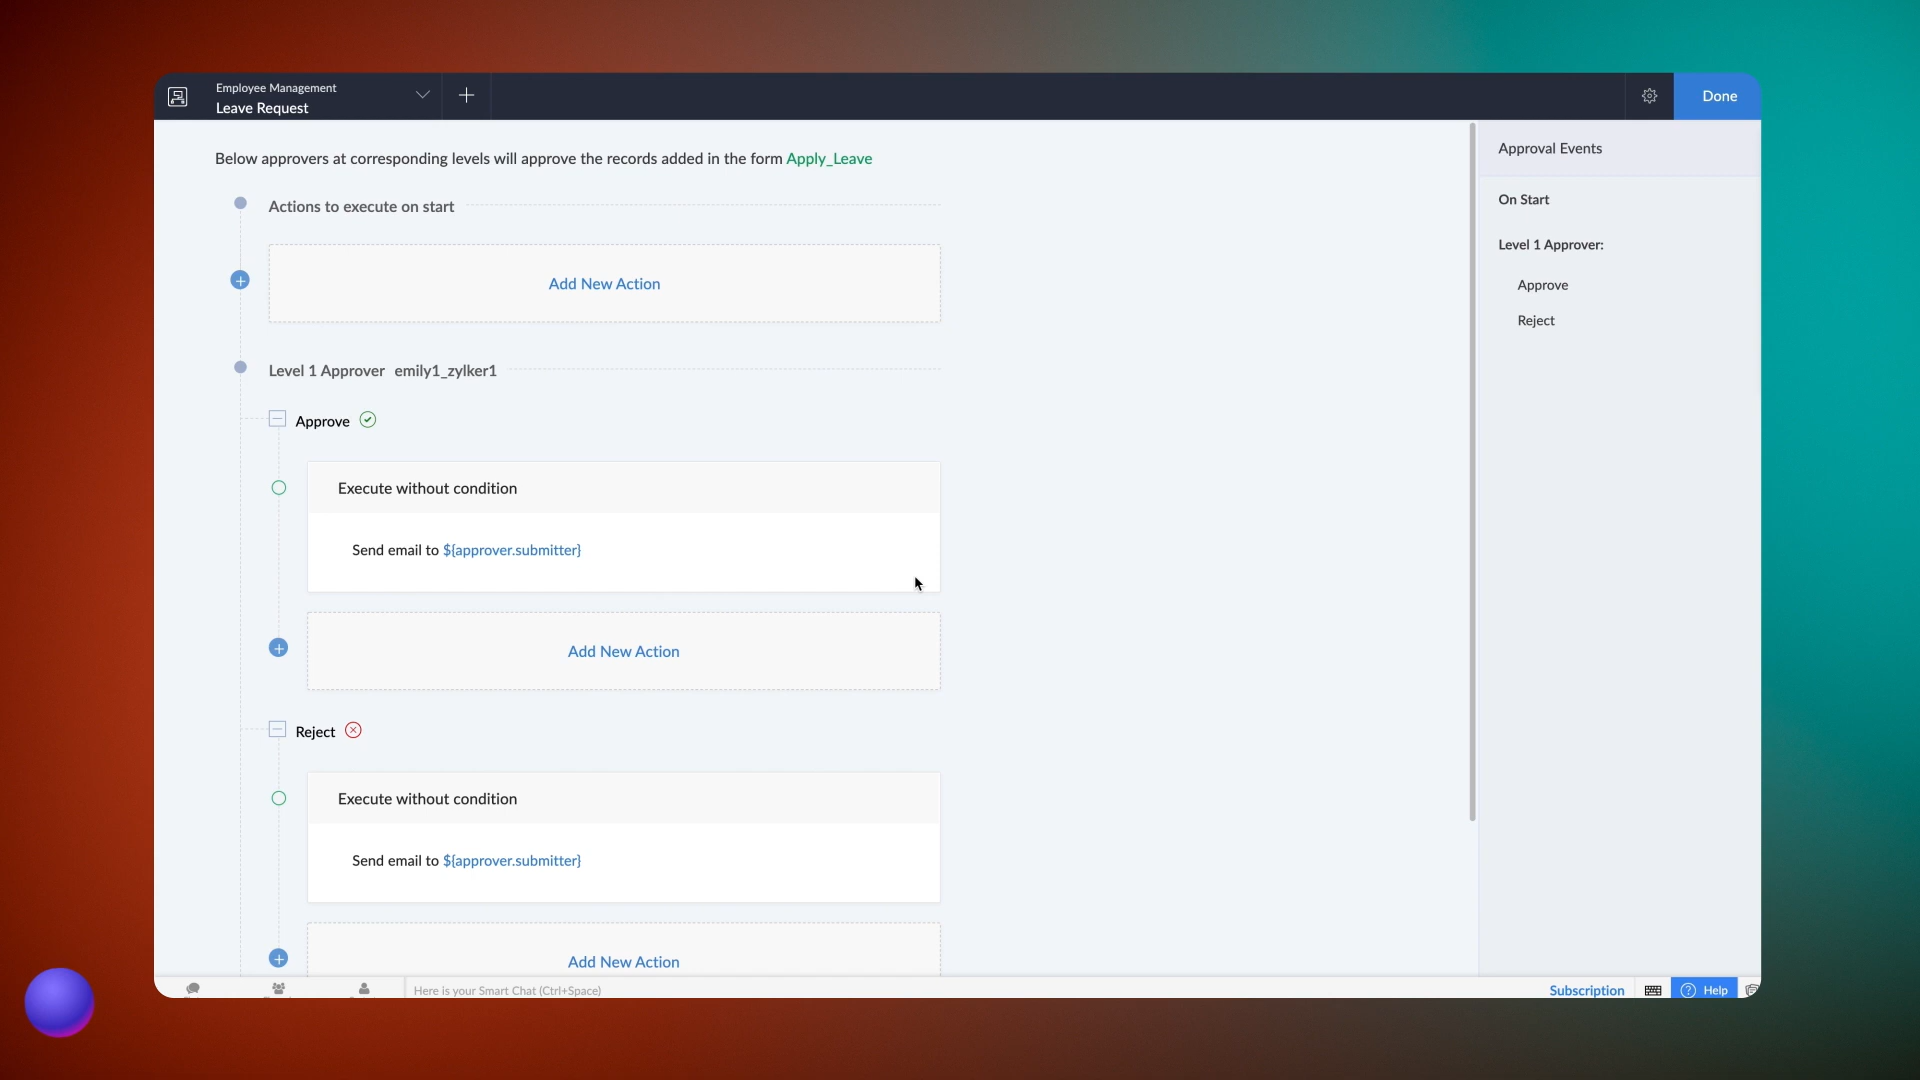 Employee Management
Leave Request
Done
Below approvers at corresponding levels will approve the records added in the form Apply_Leave
Actions to execute on start
Add New Action
Level 1 Approver emily1_zylker1
Approve
Execute without condition
Send email to ${approver.submitter}
Add New Action
Reject
Execute without condition
Send email to ${approver.submitter}
Add New Action
Approval Events
On Start
Level 1 Approver:
Approve
Reject
Here is your Smart Chat (Ctrl+Space)
Subscription
Help